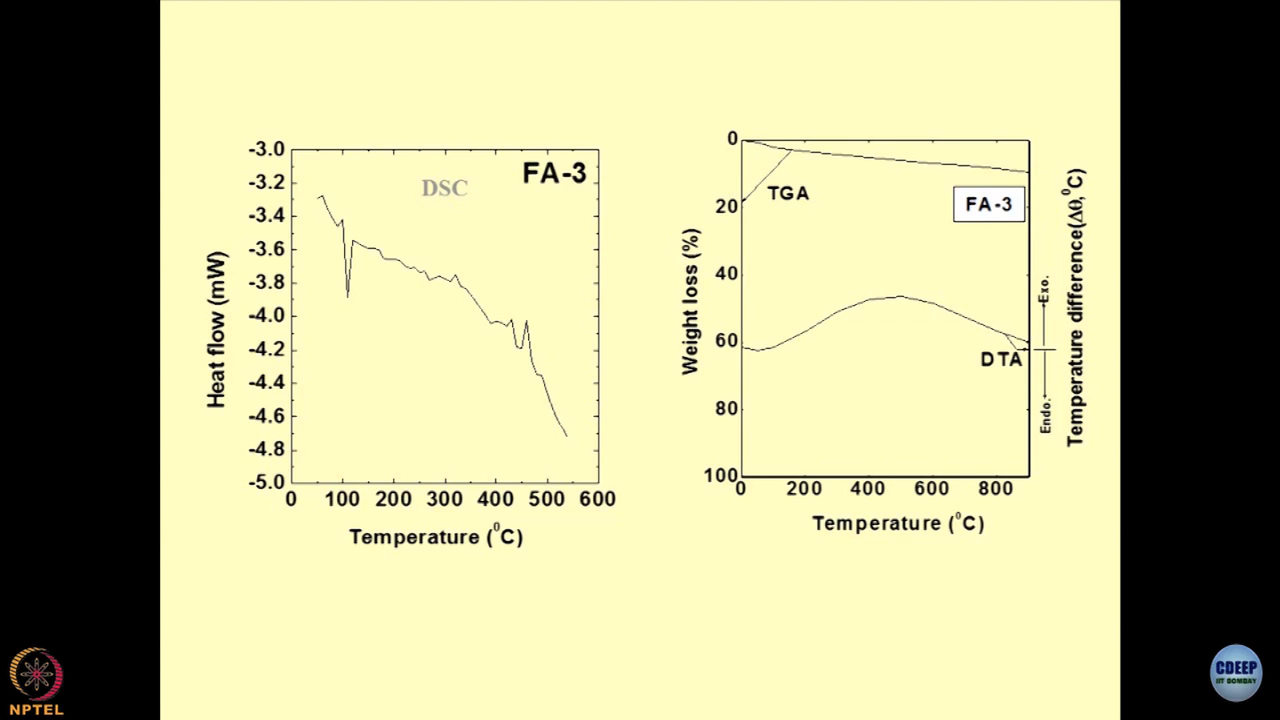 FA-3
DSC
-3.0
-3.2
-3.4
-3.6
-3.8
-4.0
-4.2
-4.4
-4.6
-4.8
-5.0
Heat flow (mW)
0 100 200 300 400 500 600
Temperature (⁰C)
0
20
40
60
80
100
Weight loss (%)
TGA
FA-3
DTA
Exo.
Endo.
Temperature difference(Δθ,⁰C)
0 200 400 600 800
Temperature (⁰C)
NPTEL
CDEEP
IIT BOMBAY